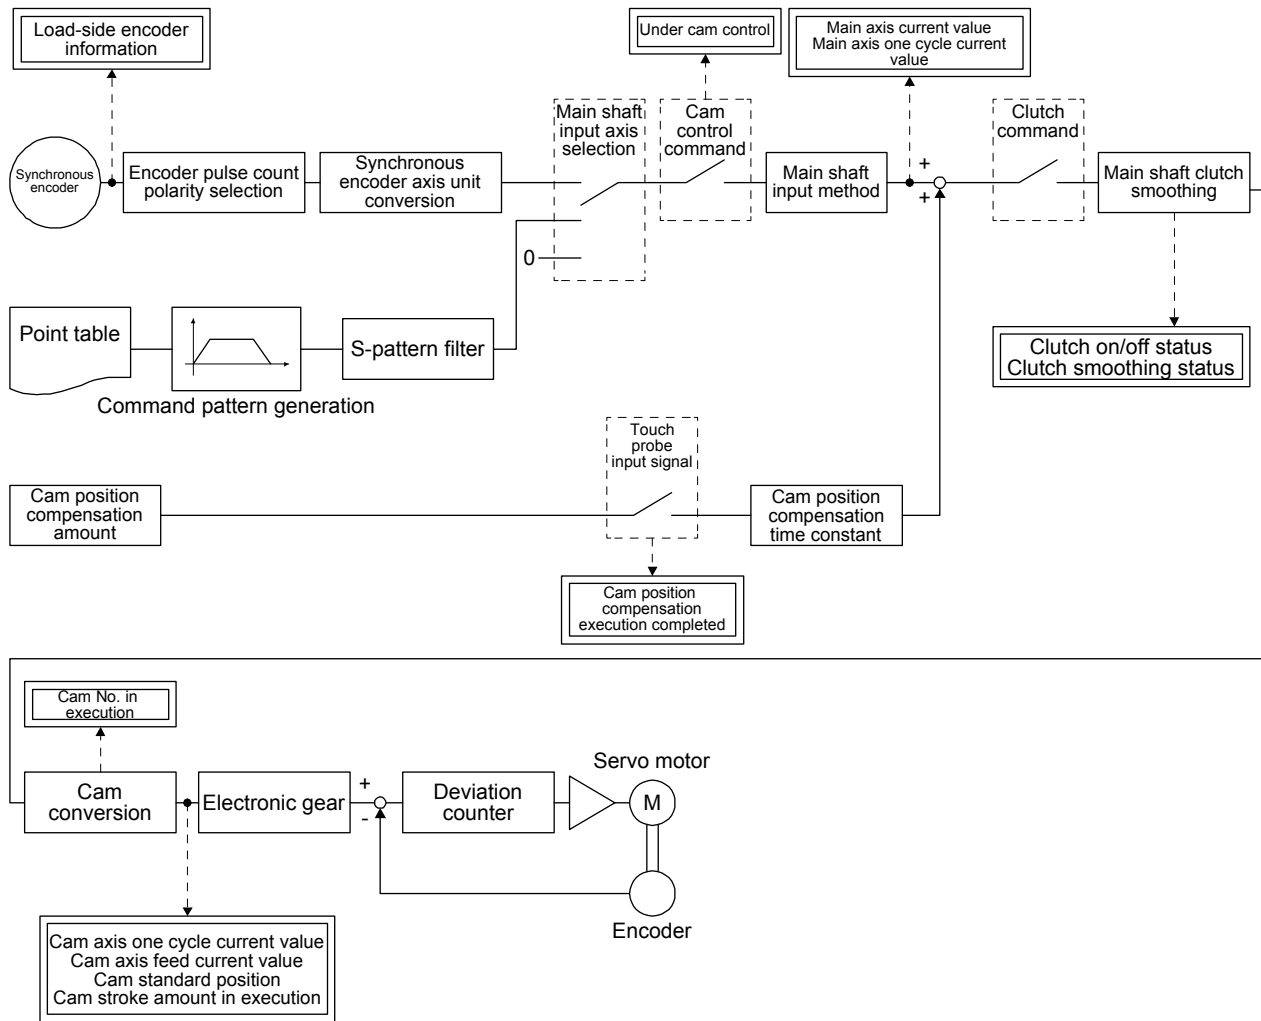 Load-side encoder
information
Under cam control
Main axis current value
Main axis one cycle current
value
Main shaft
input axis
selection
Cam
control
command
Clutch
command
Synchronous
encoder
Encoder pulse count
polarity selection
Synchronous
encoder axis unit
conversion
Main shaft
input method
+
+
Main shaft clutch
smoothing
0
Point table
S-pattern filter
Command pattern generation
Clutch on/off status
Clutch smoothing status
Touch
probe
input signal
Cam position
compensation
amount
Cam position
compensation
time constant
Cam position
compensation
execution completed
Cam No. in
execution
Cam
conversion
Electronic gear
+
-
Deviation
counter
Servo motor
M
Encoder
Cam axis one cycle current value
Cam axis feed current value
Cam standard position
Cam stroke amount in execution